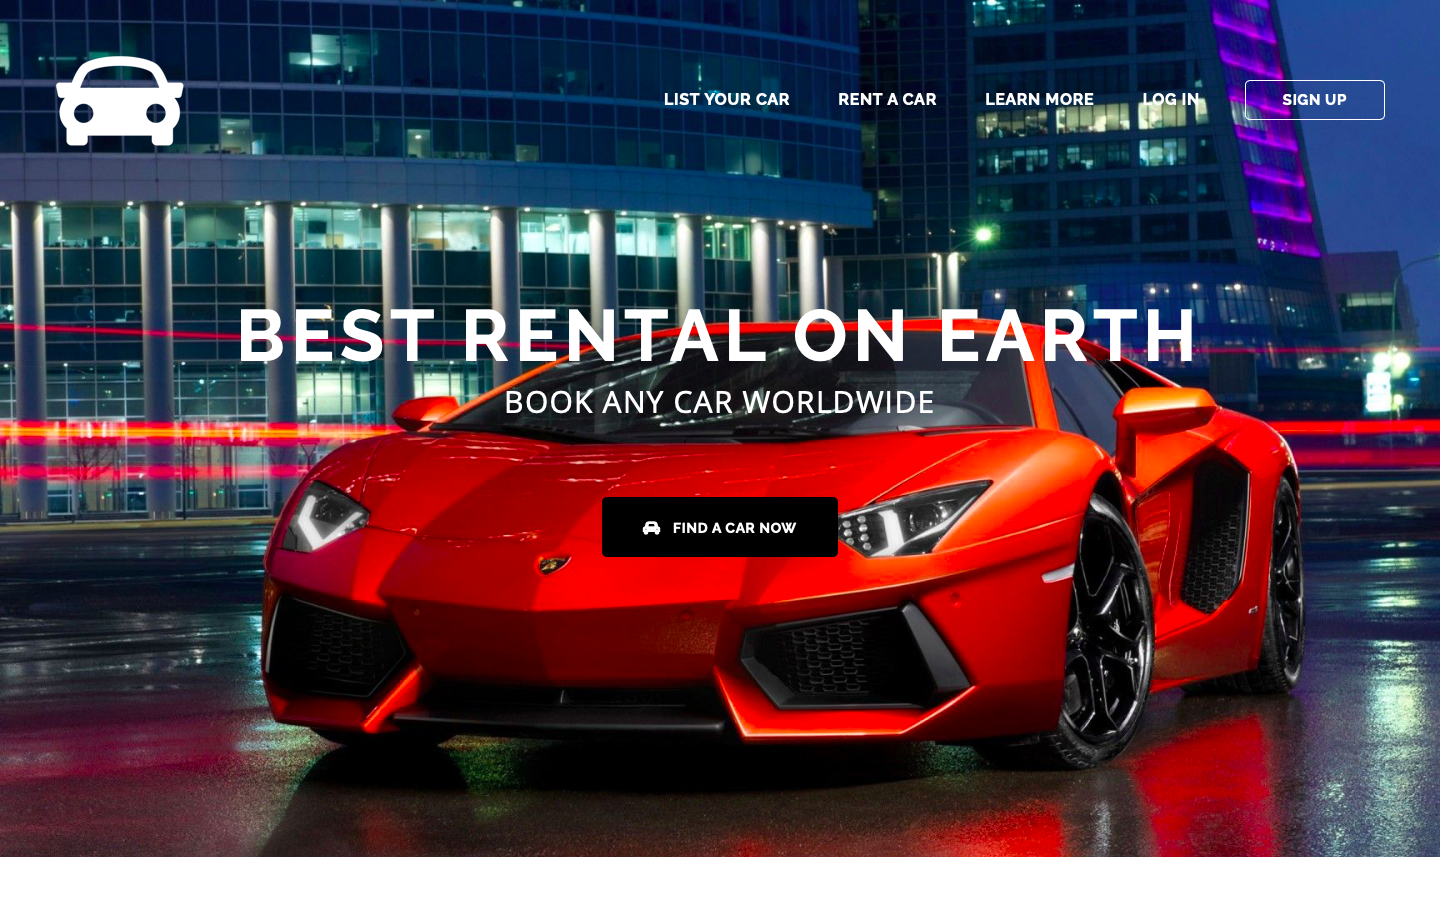 LIST YOUR CAR
RENT A CAR
LEARN MORE
LOG IN
SIGN UP
BEST RENTAL ON EARTH
BOOK ANY CAR WORLDWIDE
FIND A CAR NOW